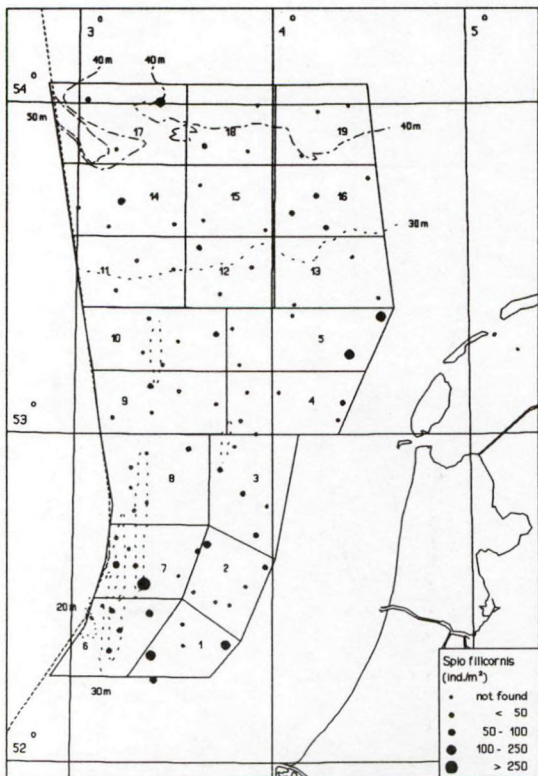 3° 4° 5°
40m 40m
54°
50m
17 18 19 40m
14 15 16
30m
11 12 13
10 5
9 4
53°
8 3
7 2
20m
6 1
30m
Spio filicornis
(ind./m²)
not found
< 50
50 - 100
100 - 250
> 250
52°